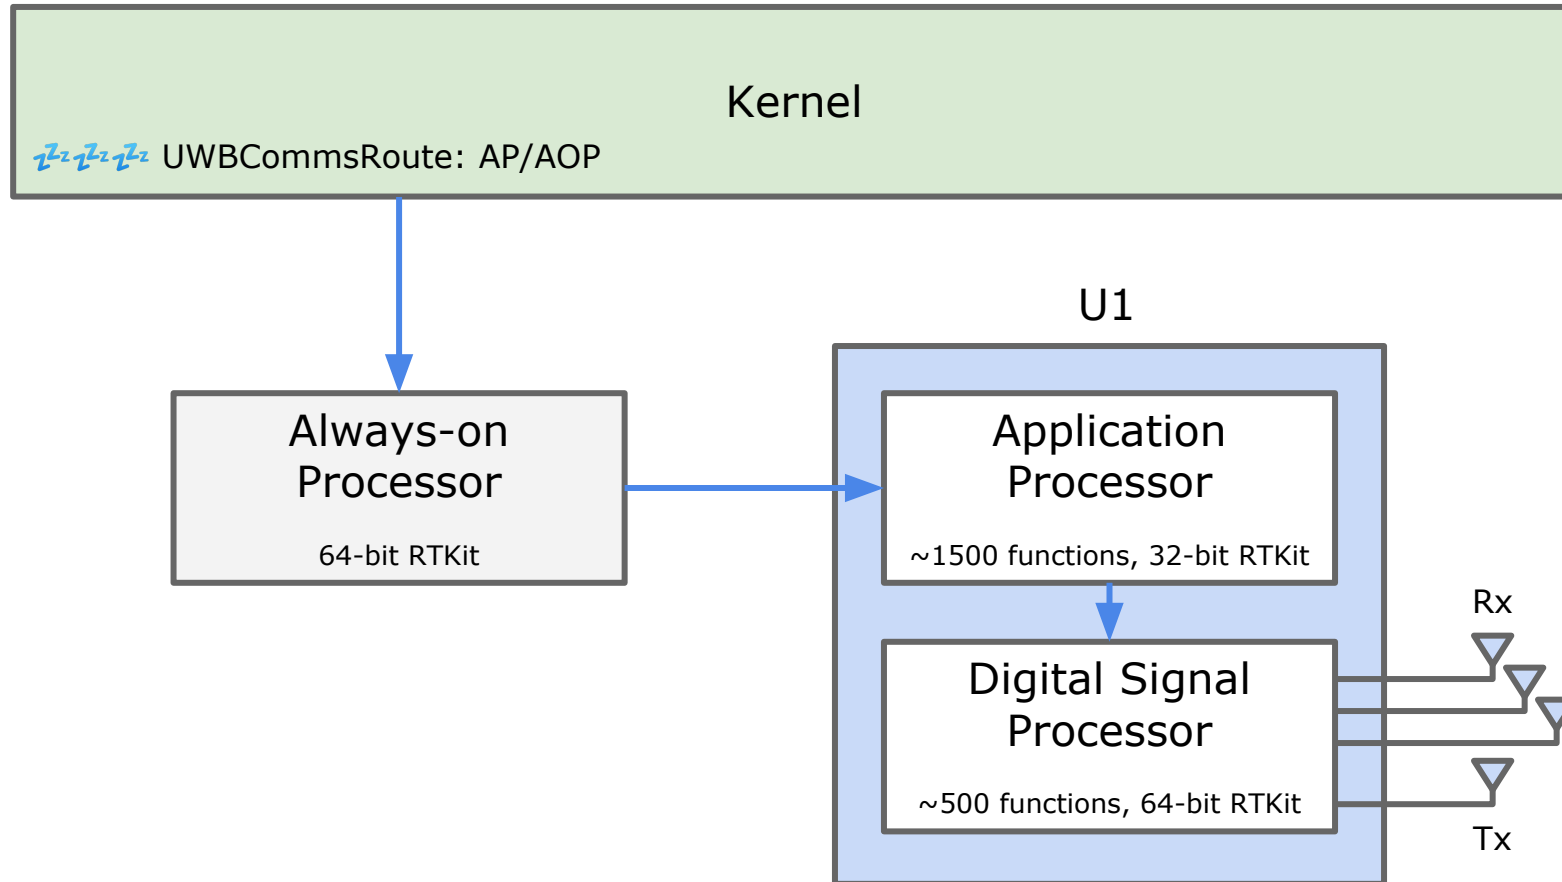 Kernel
💤💤💤 UWBCommsRoute: AP/AOP
U1
Always-on
Processor
64-bit RTKit
Application
Processor
~1500 functions, 32-bit RTKit
Rx
Digital Signal
Processor
~500 functions, 64-bit RTKit
Tx